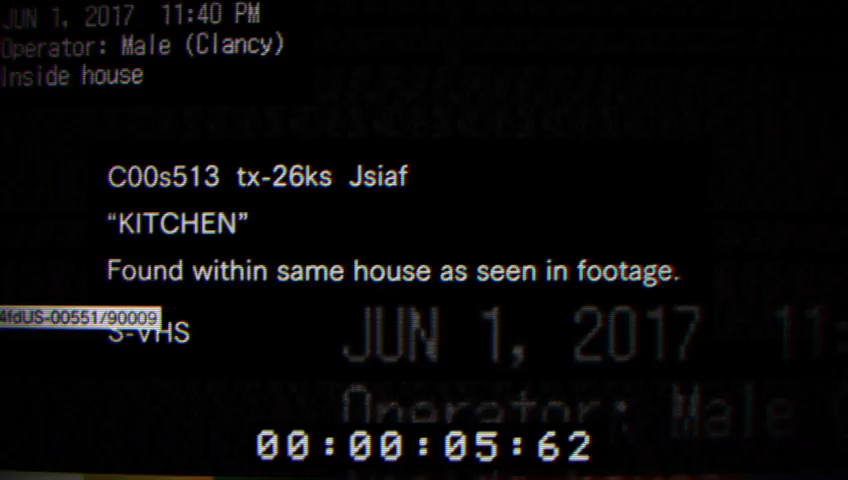 JUN 1, 2017 11:40 PM
Operator: Male (Clancy)
Inside house
C00s513 tx-26ks Jsiaf
“KITCHEN”
Found within same house as seen in footage.
4fdUS-00551/90009
S-VHS
JUN 1, 2017 11:
Operator: Male (
00:00:05:62